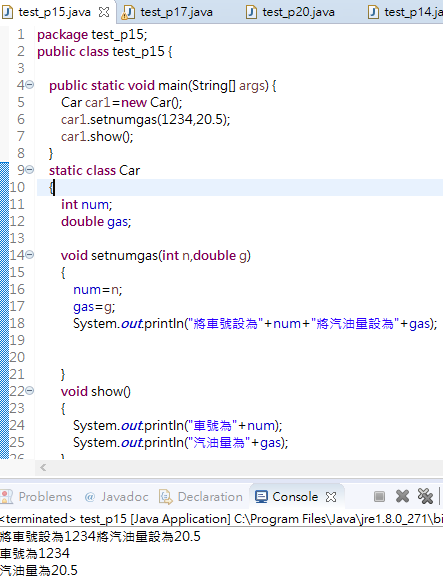 test_p15.java test_p17.java test_p20.java test_p14.ja
1 package test_p15;
2 public class test_p15 {
3
4 public static void main(String[] args) {
5 Car car1=new Car();
6 car1.setnumgas(1234,20.5);
7 car1.show();
8 }
9 static class Car
10 {
11 int num;
12 double gas;
13
14 void setnumgas(int n,double g)
15 {
16 num=n;
17 gas=g;
18 System.out.println("將車號設為"+num+"將汽油量設為"+gas);
19
20
21 }
22 void show()
23 {
24 System.out.println("車號為"+num);
25 System.out.println("汽油量為"+gas);
26 }
Problems @ Javadoc Declaration Console
<terminated> test_p15 [Java Application] C:\Program Files\Java\jre1.8.0_271\bi
將車號設為1234將汽油量設為20.5
車號為1234
汽油量為20.5